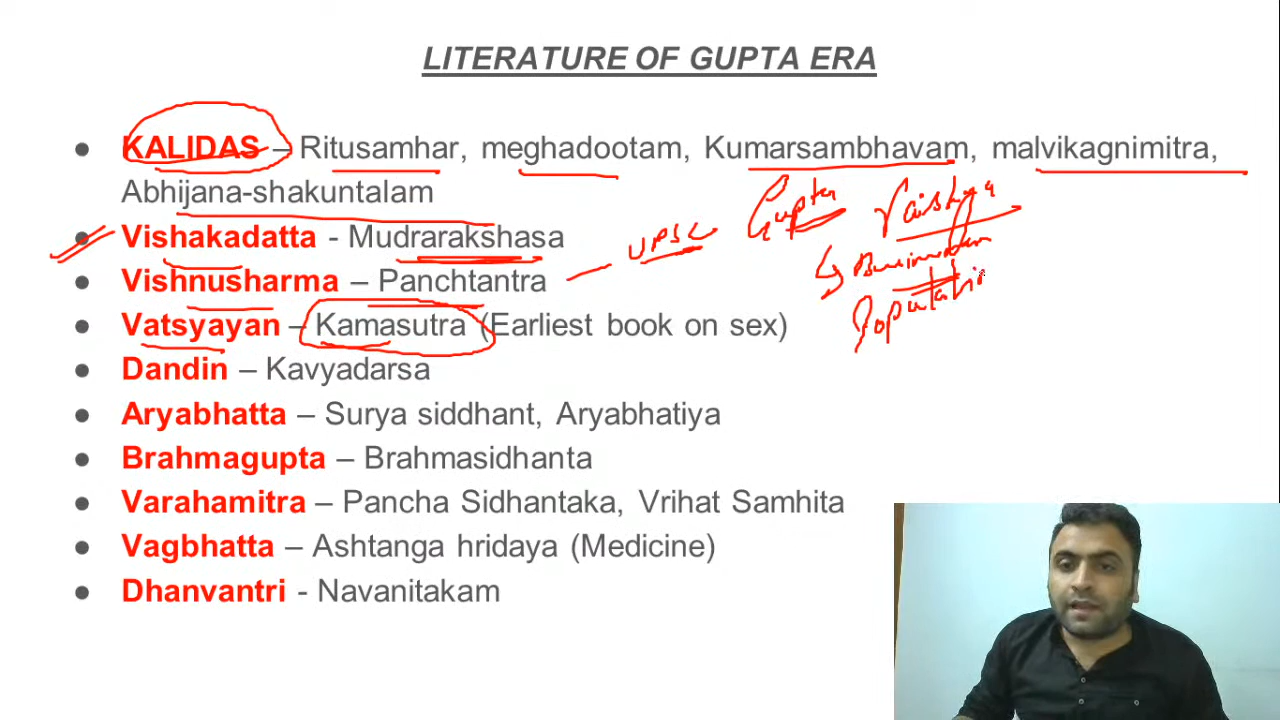 LITERATURE OF GUPTA ERA
● KALIDAS – Ritusamhar, meghadootam, Kumarsambhavam, malvikagnimitra,
Abhijana-shakuntalam
● Vishakadatta - Mudrarakshasa
● Vishnusharma – Panchtantra
● Vatsyayan – Kamasutra (Earliest book on sex)
● Dandin – Kavyadarsa
● Aryabhatta – Surya siddhant, Aryabhatiya
● Brahmagupta – Brahmasidhanta
● Varahamitra – Pancha Sidhantaka, Vrihat Samhita
● Vagbhatta – Ashtanga hridaya (Medicine)
● Dhanvantri - Navanitakam
UPSC
Gupta
Vaishya